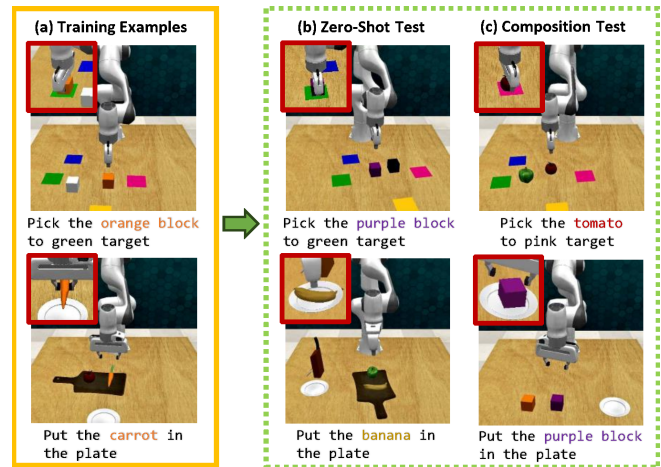 (a) Training Examples
(b) Zero-Shot Test
(c) Composition Test
Pick the orange block
to green target
Pick the purple block
to green target
Pick the tomato
to pink target
Put the carrot in
the plate
Put the banana in
the plate
Put the purple block
in the plate